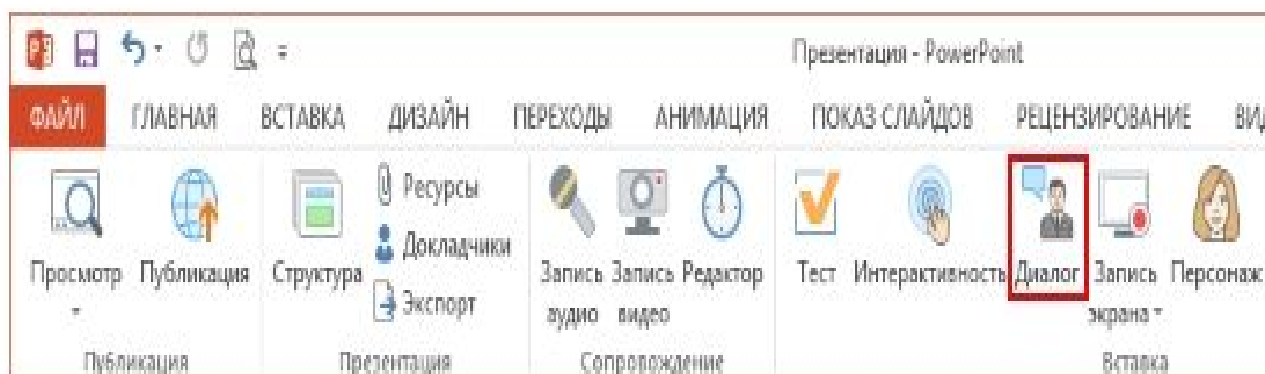 Презентация - PowerPoint
ФАЙЛ ГЛАВНАЯ ВСТАВКА ДИЗАЙН ПЕРЕХОДЫ АНИМАЦИЯ ПОКАЗ СЛАЙДОВ РЕЦЕНЗИРОВАНИЕ ВИД
Ресурсы
Докладчики
Просмотр Публикация Структура Экспорт Запись аудио Запись видео Редактор Тест Интерактивность Диалог Запись экрана Персонаж
Публикация Презентация Сопровождение Вставка